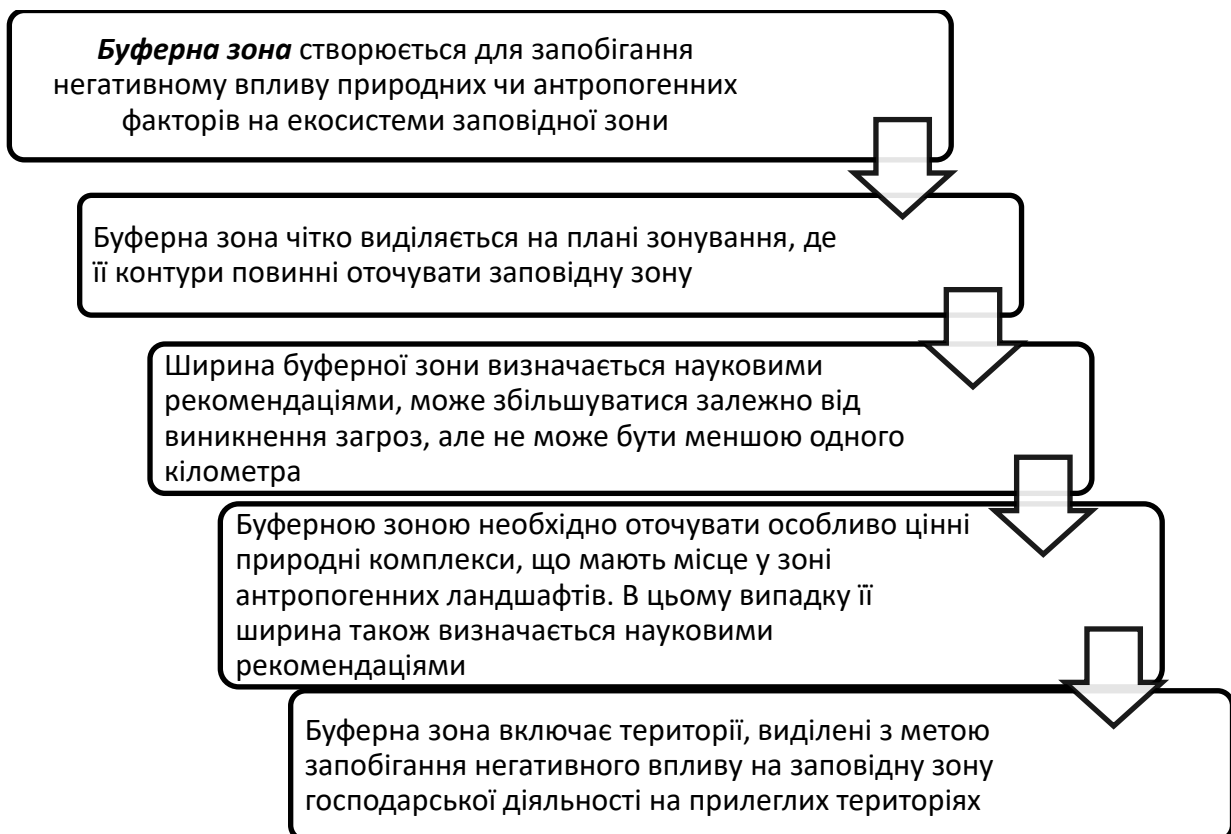 Буферна зона створюється для запобігання
негативному впливу природних чи антропогенних
факторів на екосистеми заповідної зони
Буферна зона чітко виділяється на плані зонування, де
її контури повинні оточувати заповідну зону
Ширина буферної зони визначається науковими
рекомендаціями, може збільшуватися залежно від
виникнення загроз, але не може бути меншою одного
кілометра
Буферною зоною необхідно оточувати особливо цінні
природні комплекси, що мають місце у зоні
антропогенних ландшафтів. В цьому випадку її
ширина також визначається науковими
рекомендаціями
Буферна зона включає території, виділені з метою
запобігання негативного впливу на заповідну зону
господарської діяльності на прилеглих територіях